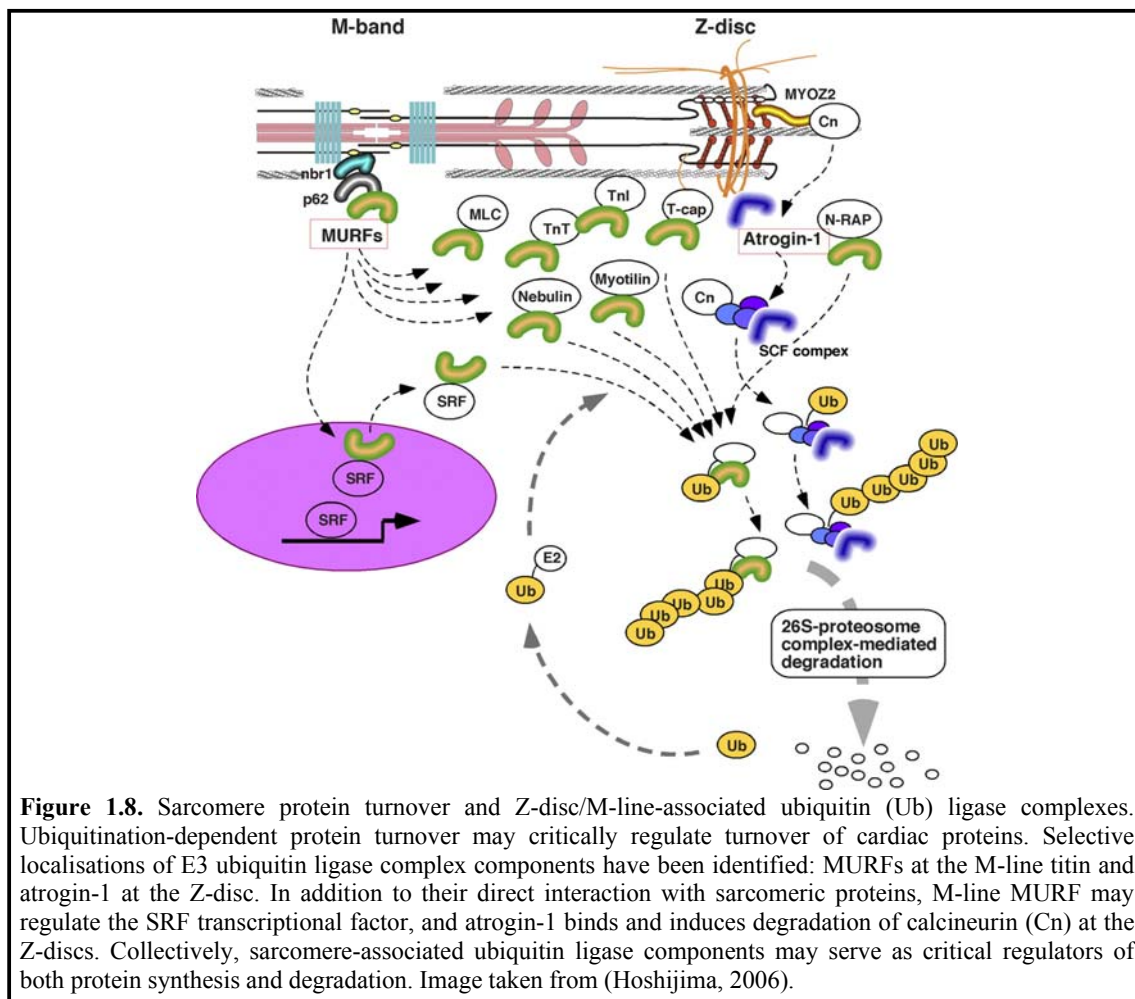 M-band
Z-disc
MYOZ2
Cn
nbr1
p62
MURFs
MLC
TnT
TnI
T-cap
Atrogin-1
N-RAP
Nebulin
Myotilin
Cn
SCF compex
SRF
SRF
SRF
Ub
Ub
Ub
Ub
Ub
Ub
Ub
E2
Ub
Ub
Ub
Ub
Ub
Ub
26S-proteosome
complex-mediated
degradation
Ub
Figure 1.8. Sarcomere protein turnover and Z-disc/M-line-associated ubiquitin (Ub) ligase complexes.
Ubiquitination-dependent protein turnover may critically regulate turnover of cardiac proteins. Selective
localisations of E3 ubiquitin ligase complex components have been identified: MURFs at the M-line titin and
atrogin-1 at the Z-disc. In addition to their direct interaction with sarcomeric proteins, M-line MURF may
regulate the SRF transcriptional factor, and atrogin-1 binds and induces degradation of calcineurin (Cn) at the
Z-discs. Collectively, sarcomere-associated ubiquitin ligase components may serve as critical regulators of
both protein synthesis and degradation. Image taken from (Hoshijima, 2006).